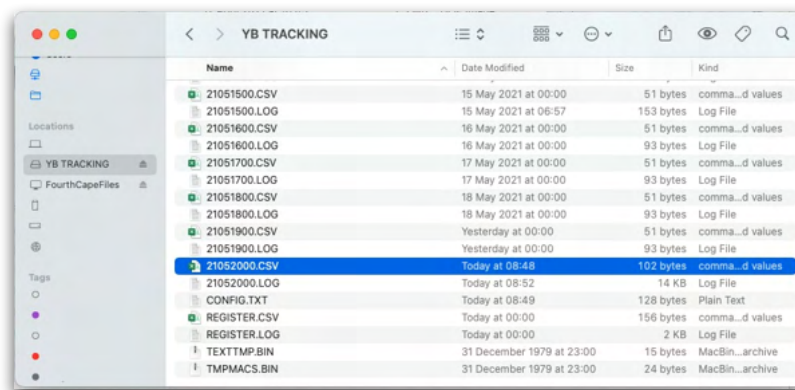 YB TRACKING
Name Date Modified Size Kind
21051500.CSV 15 May 2021 at 00:00 51 bytes comma...d values
21051500.LOG 15 May 2021 at 06:57 153 bytes Log File
21051600.CSV 16 May 2021 at 00:00 51 bytes comma...d values
21051600.LOG 16 May 2021 at 00:00 93 bytes Log File
Locations
21051700.CSV 17 May 2021 at 00:00 51 bytes comma...d values
YB TRACKING
21051700.LOG 17 May 2021 at 00:00 93 bytes Log File
FourthCapeFiles
21051800.CSV 18 May 2021 at 00:00 51 bytes comma...d values
21051800.LOG 18 May 2021 at 00:00 93 bytes Log File
21051900.CSV Yesterday at 00:00 51 bytes comma...d values
21051900.LOG Yesterday at 00:00 93 bytes Log File
21052000.CSV Today at 08:48 102 bytes comma...d values
Tags
21052000.LOG Today at 08:52 14 KB Log File
CONFIG.TXT Today at 08:49 128 bytes Plain Text
REGISTER.CSV Today at 00:00 156 bytes comma...d values
REGISTER.LOG Today at 00:00 2 KB Log File
TEXTTMP.BIN 31 December 1979 at 23:00 15 bytes MacBin...archive
TMPMACS.BIN 31 December 1979 at 23:00 24 bytes MacBin...archive